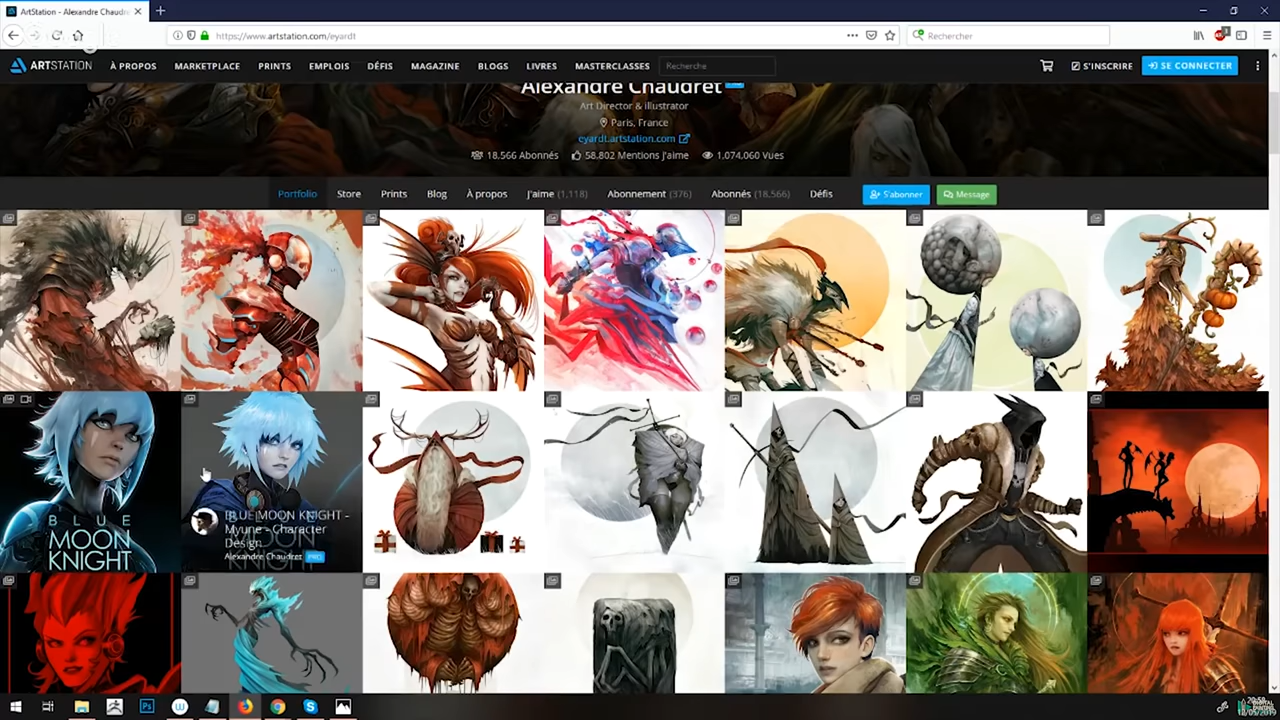 ArtStation - Alexandre Chaudre
https://www.artstation.com/eyardt
Rechercher
ARTSTATION
À PROPOS
MARKETPLACE
PRINTS
EMPLOIS
DÉFIS
MAGAZINE
BLOGS
LIVRES
MASTERCLASSES
Recherche
S'INSCRIRE
SE CONNECTER
Alexandre Chaudret
Art Director & illustrator
Paris, France
eyardt.artstation.com
18.566 Abonnés 58.802 Mentions J'aime 1,074,060 Vues
Portfolio
Store
Prints
Blog
À propos
J'aime (1,118)
Abonnement (376)
Abonnés (18.566)
Défis
S'abonner
Message
BLUE
MOON
KNIGHT
BLUE MOON KNIGHT -
Myune - Character
Design
Alexandre Chaudret PRO
20:59